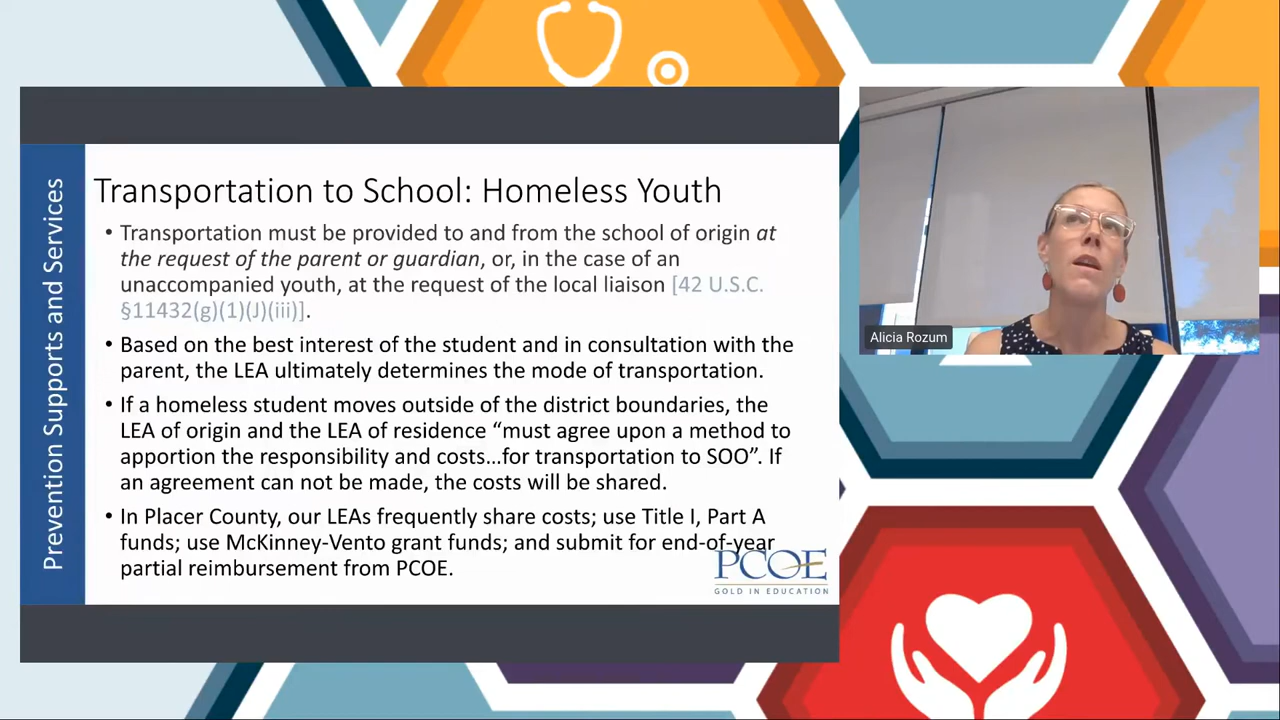 Prevention Supports and Services
Transportation to School: Homeless Youth
• Transportation must be provided to and from the school of origin at
the request of the parent or guardian, or, in the case of an
unaccompanied youth, at the request of the local liaison [42 U.S.C.
§11432(g)(1)(J)(iii)].
• Based on the best interest of the student and in consultation with the
parent, the LEA ultimately determines the mode of transportation.
• If a homeless student moves outside of the district boundaries, the
LEA of origin and the LEA of residence “must agree upon a method to
apportion the responsibility and costs…for transportation to SOO”. If
an agreement can not be made, the costs will be shared.
• In Placer County, our LEAs frequently share costs; use Title I, Part A
funds; use McKinney-Vento grant funds; and submit for end-of-year
partial reimbursement from PCOE.
PCOE
GOLD IN EDUCATION
Alicia Rozum